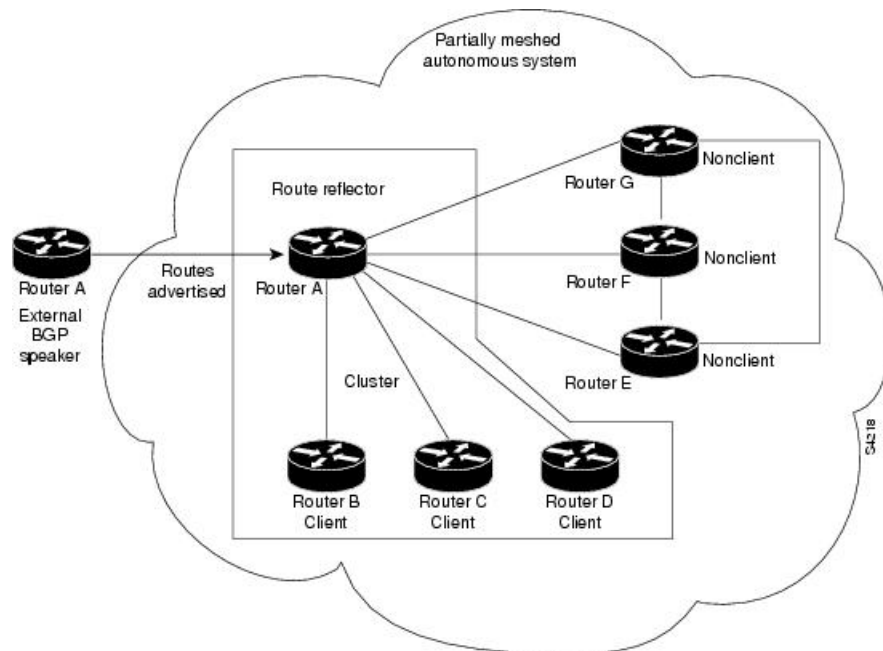 Partially meshed
autonomous system
Nonclient
Router G
Route reflector
Router A
Routes
advertised
Router A
External
BGP
speaker
Nonclient
Router F
Nonclient
Router E
Cluster
Router B
Client
Router C
Client
Router D
Client
S4218